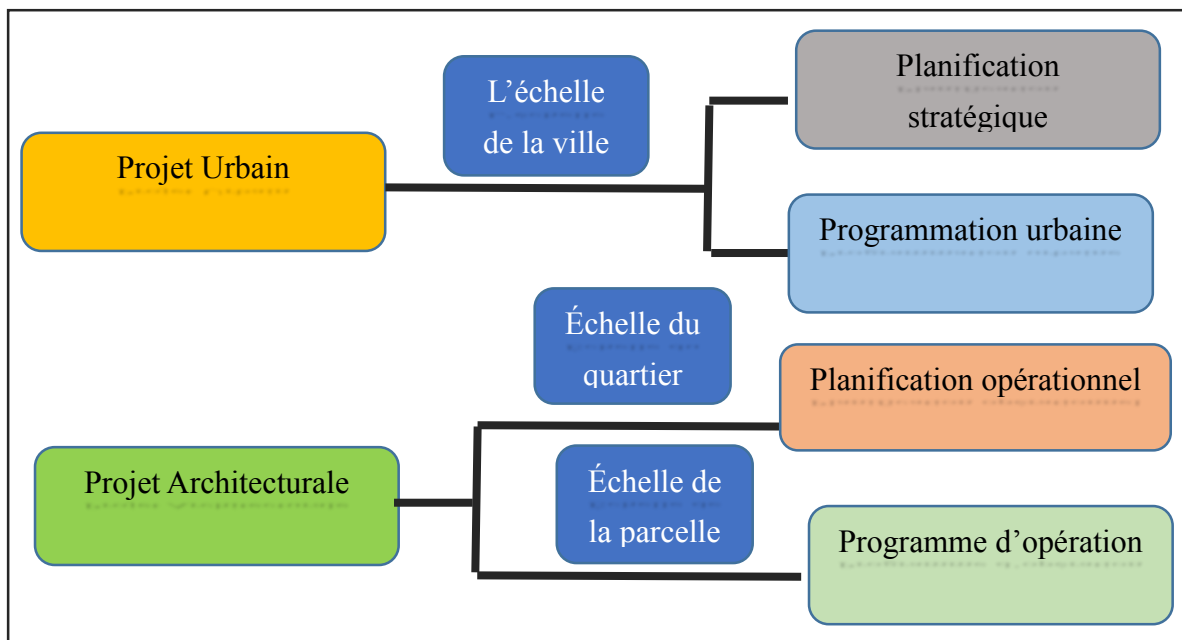 L’échelle
de la ville
Planification
stratégique
Projet Urbain
Programmation urbaine
Échelle du
quartier
Planification opérationnel
Projet Architecturale
Échelle de
la parcelle
Programme d’opération